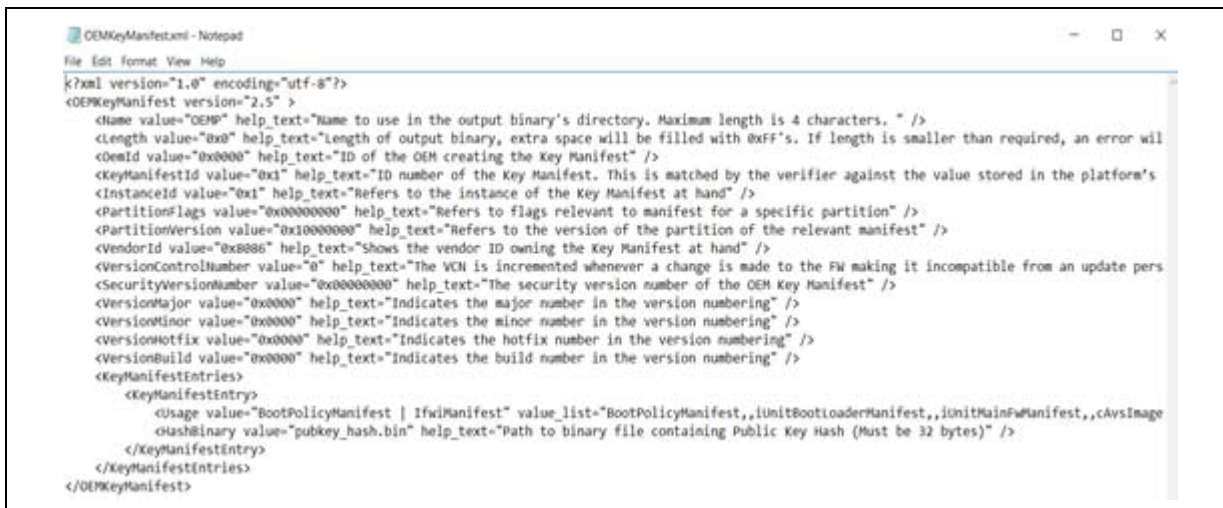 OEMKeyManifest.xml - Notepad
File Edit Format View Help
<?xml version="1.0" encoding="utf-8"?>
<OEMKeyManifest version="2.5" >
    <Name value="OEMP" help_text="Name to use in the output binary's directory. Maximum length is 4 characters. " />
    <Length value="0x0" help_text="Length of output binary, extra space will be filled with 0xFF's. If length is smaller than required, an error wil
    <OemId value="0x0000" help_text="ID of the OEM creating the Key Manifest" />
    <KeyManifestId value="0x1" help_text="ID number of the Key Manifest. This is matched by the verifier against the value stored in the platform's
    <InstanceId value="0x1" help_text="Refers to the instance of the Key Manifest at hand" />
    <PartitionFlags value="0x00000000" help_text="Refers to flags relevant to manifest for a specific partition" />
    <PartitionVersion value="0x10000000" help_text="Refers to the version of the partition of the relevant manifest" />
    <VendorId value="0x8086" help_text="Shows the vendor ID owning the Key Manifest at hand" />
    <VersionControlNumber value="0" help_text="The VCN is incremented whenever a change is made to the FW making it incompatible from an update pers
    <SecurityVersionNumber value="0x00000000" help_text="The security version number of the OEM Key Manifest" />
    <VersionMajor value="0x0000" help_text="Indicates the major number in the version numbering" />
    <VersionMinor value="0x0000" help_text="Indicates the minor number in the version numbering" />
    <VersionHotfix value="0x0000" help_text="Indicates the hotfix number in the version numbering" />
    <VersionBuild value="0x0000" help_text="Indicates the build number in the version numbering" />
    <KeyManifestEntries>
        <KeyManifestEntry>
            <Usage value="BootPolicyManifest | IfwiManifest" value_list="BootPolicyManifest,,iUnitBootLoaderManifest,,iUnitMainFwManifest,,cAvsImage
            <HashBinary value="pubkey_hash.bin" help_text="Path to binary file containing Public Key Hash (Must be 32 bytes)" />
        </KeyManifestEntry>
    </KeyManifestEntries>
</OEMKeyManifest>